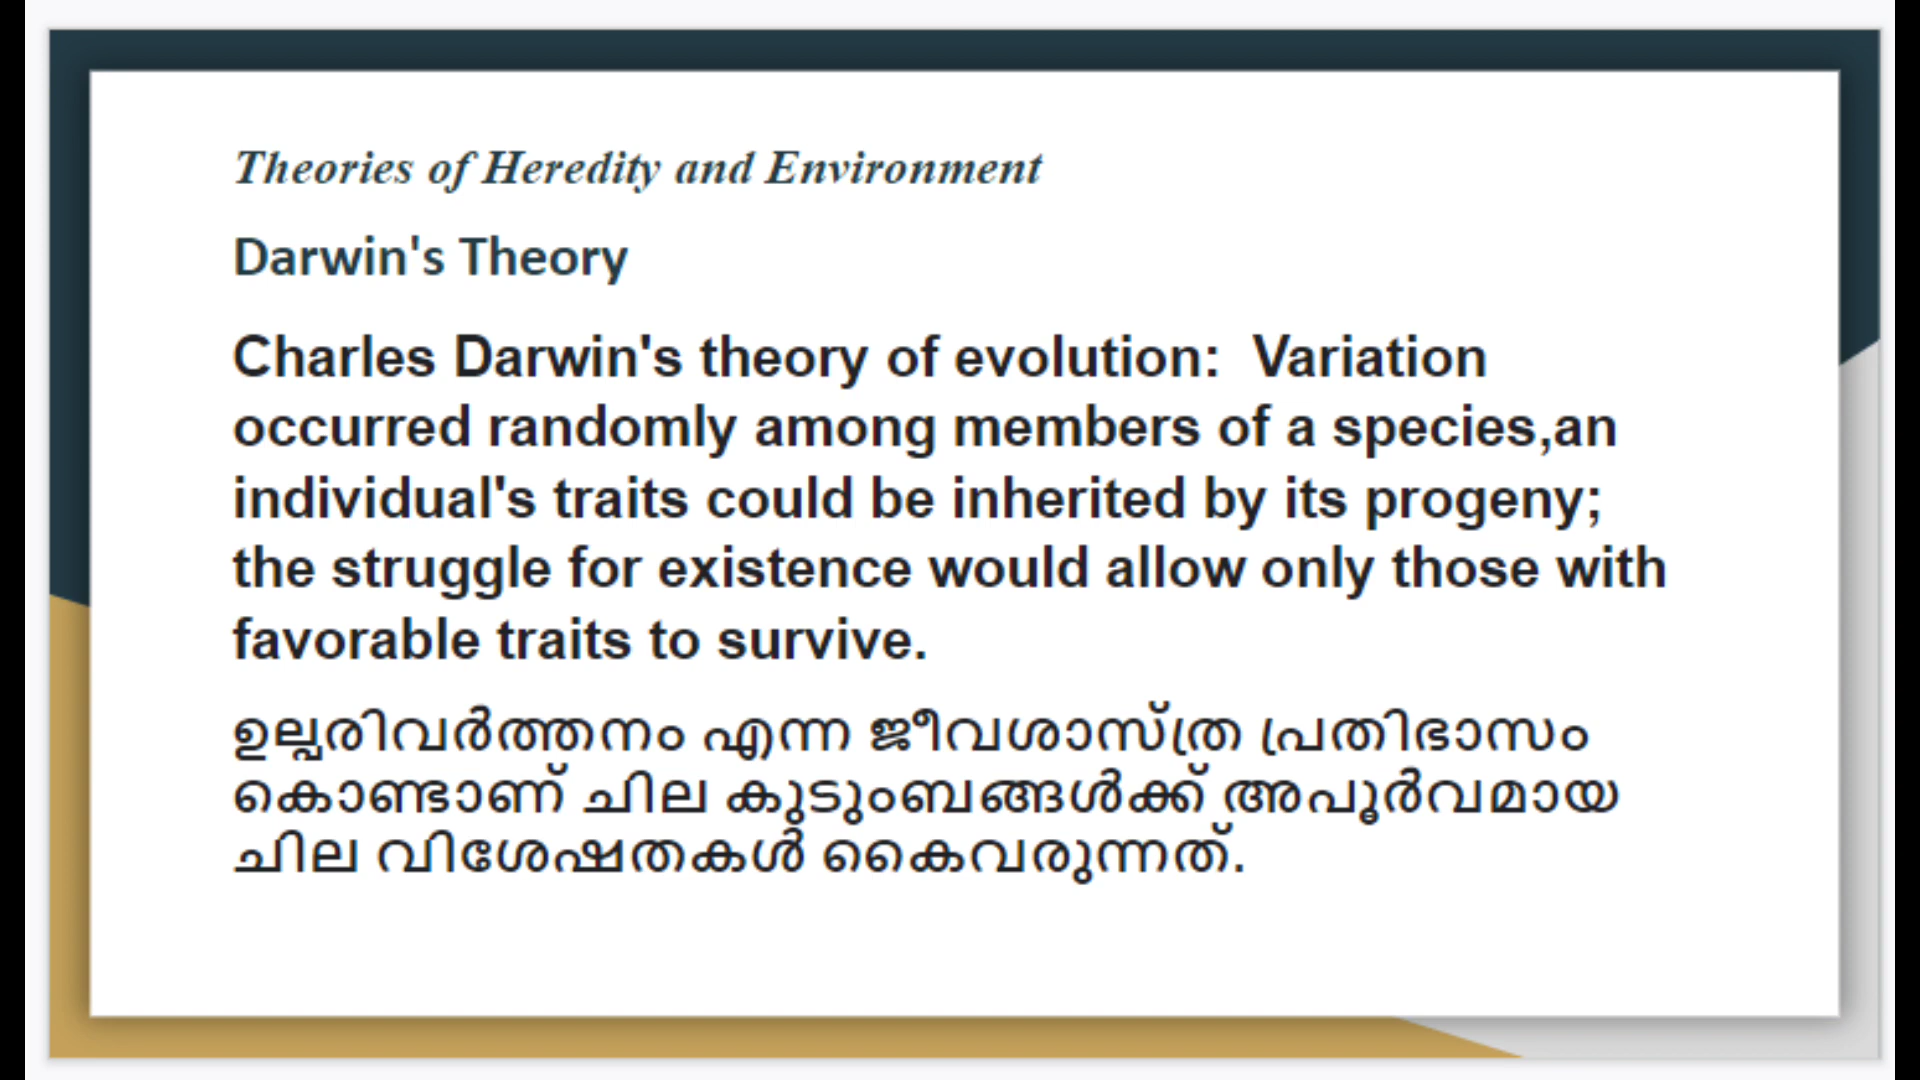 Theories of Heredity and Environment
Darwin's Theory
Charles Darwin's theory of evolution:  Variation
occurred randomly among members of a species,an
individual's traits could be inherited by its progeny;
the struggle for existence would allow only those with
favorable traits to survive.
ഉല്പരിവർത്തനം എന്ന ജീവശാസ്ത്ര പ്രതിഭാസം
കൊണ്ടാണ് ചില കുടുംബങ്ങൾക്ക് അപൂർവമായ
ചില വിശേഷതകൾ കൈവരുന്നത്.